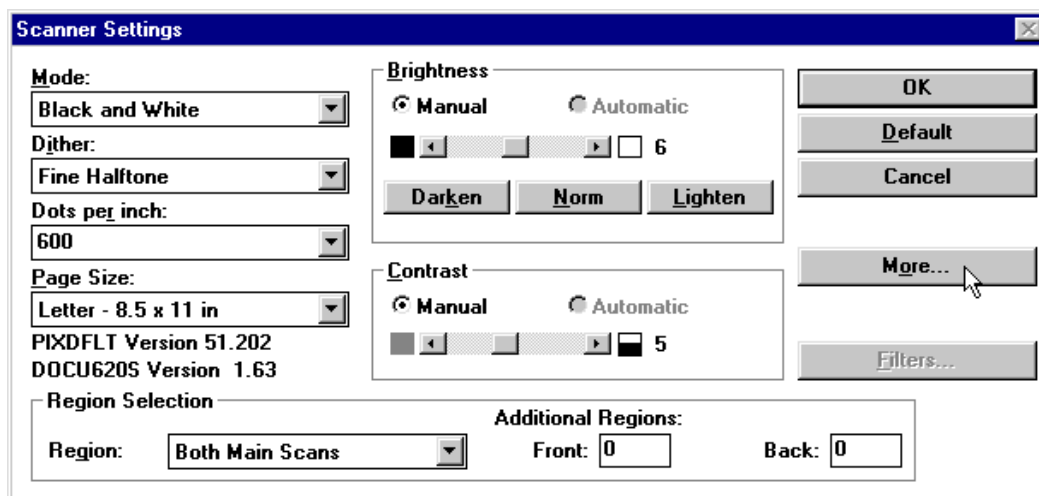 Scanner Settings
Mode:
Black and White
Dither:
Fine Halftone
Dots per inch:
600
Page Size:
Letter - 8.5 x 11 in
PIXDFLT Version 51.202
DOCU620S Version 1.63
Brightness
Manual Automatic
6
Darken Norm Lighten
Contrast
Manual Automatic
5
OK
Default
Cancel
More...
Filters...
Region Selection
Additional Regions:
Region: Both Main Scans Front: 0 Back: 0